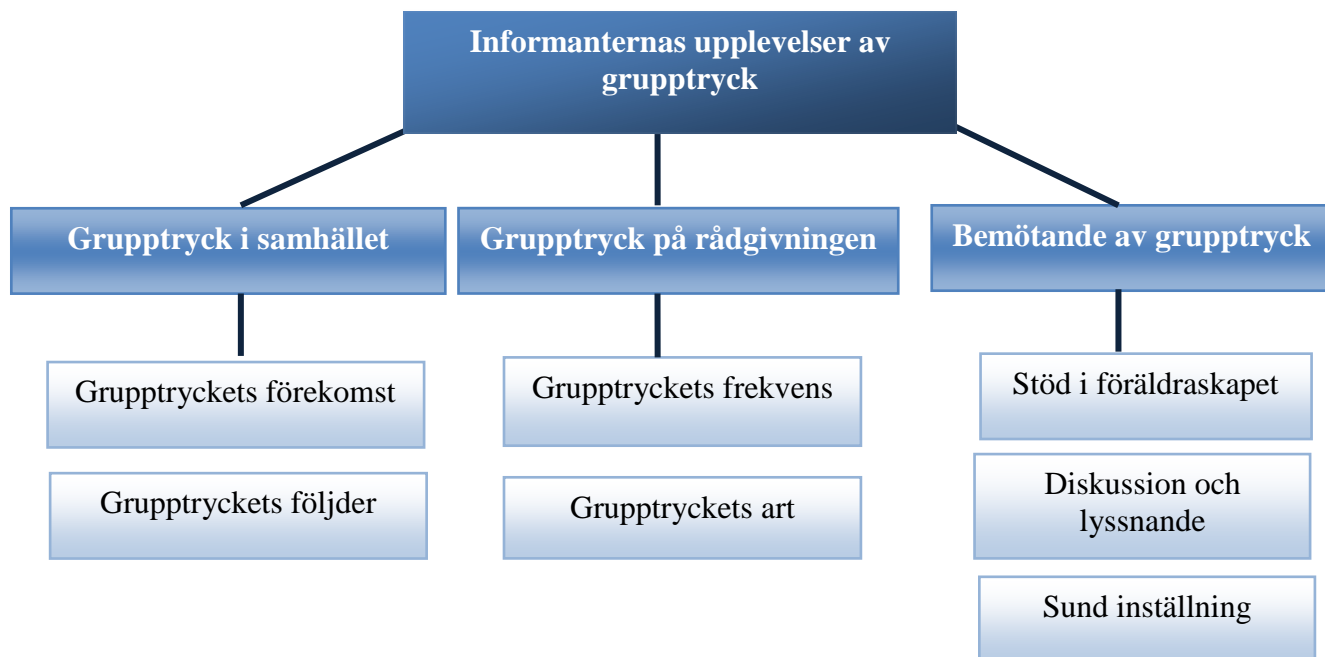 Informanternas upplevelser av
grupptryck
Grupptryck i samhället
Grupptryck på rådgivningen
Bemötande av grupptryck
Grupptryckets förekomst
Grupptryckets följder
Grupptryckets frekvens
Grupptryckets art
Stöd i föräldraskapet
Diskussion och
lyssnande
Sund inställning